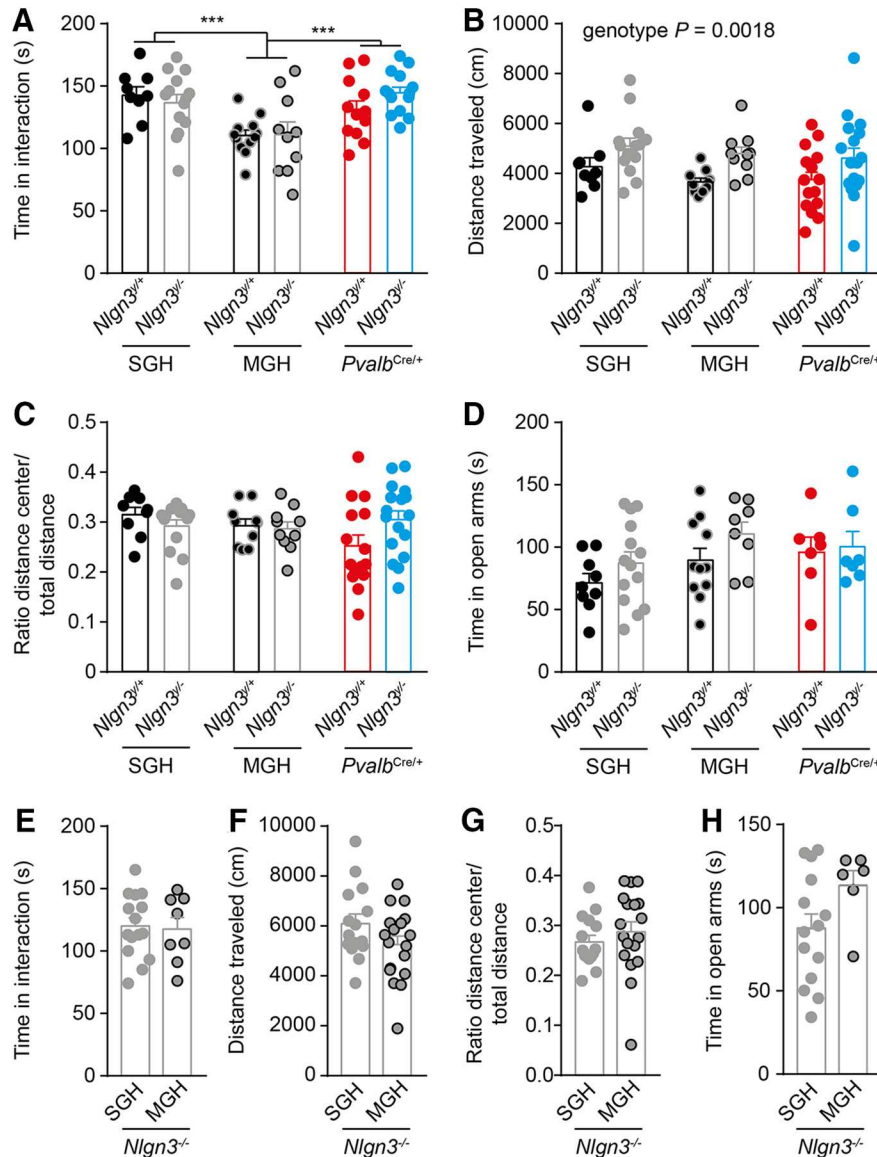 A
Time in interaction (s)
200
150
100
50
0
***
***
Nlgn3y/+
Nlgn3y/-
Nlgn3y/+
Nlgn3y/-
Nlgn3y/+
Nlgn3y/-
SGH
MGH
PvalbCre/+
B
Distance traveled (cm)
10000
8000
6000
4000
2000
0
genotype P = 0.0018
Nlgn3y/+
Nlgn3y/-
Nlgn3y/+
Nlgn3y/-
Nlgn3y/+
Nlgn3y/-
SGH
MGH
PvalbCre/+
C
Ratio distance center/
total distance
0.5
0.4
0.3
0.2
0.1
0
Nlgn3y/+
Nlgn3y/-
Nlgn3y/+
Nlgn3y/-
Nlgn3y/+
Nlgn3y/-
SGH
MGH
PvalbCre/+
D
Time in open arms (s)
200
150
100
50
0
Nlgn3y/+
Nlgn3y/-
Nlgn3y/+
Nlgn3y/-
Nlgn3y/+
Nlgn3y/-
SGH
MGH
PvalbCre/+
E
Time in interaction (s)
200
150
100
50
0
SGH
MGH
Nlgn3-/-
F
Distance traveled (cm)
10000
8000
6000
4000
2000
0
SGH
MGH
Nlgn3-/-
G
Ratio distance center/
total distance
0.5
0.4
0.3
0.2
0.1
0.0
SGH
MGH
Nlgn3-/-
H
Time in open arms (s)
150
100
50
0
SGH
MGH
Nlgn3-/-